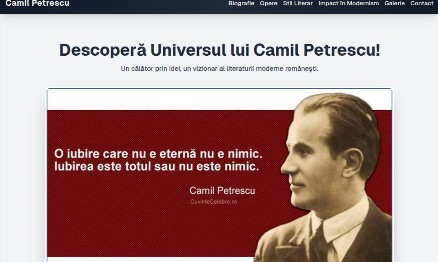 Camil Petrescu
Biografie Opere Stil Literar Impact în Modernism Galerie Contact
Descoperă Universul lui Camil Petrescu!
Un călător prin idei, un vizionar al literaturii moderne românești.
O iubire care nu e eternă nu e nimic.
Iubirea este totul sau nu este nimic.
Camil Petrescu
CuvinteCelebre.ro